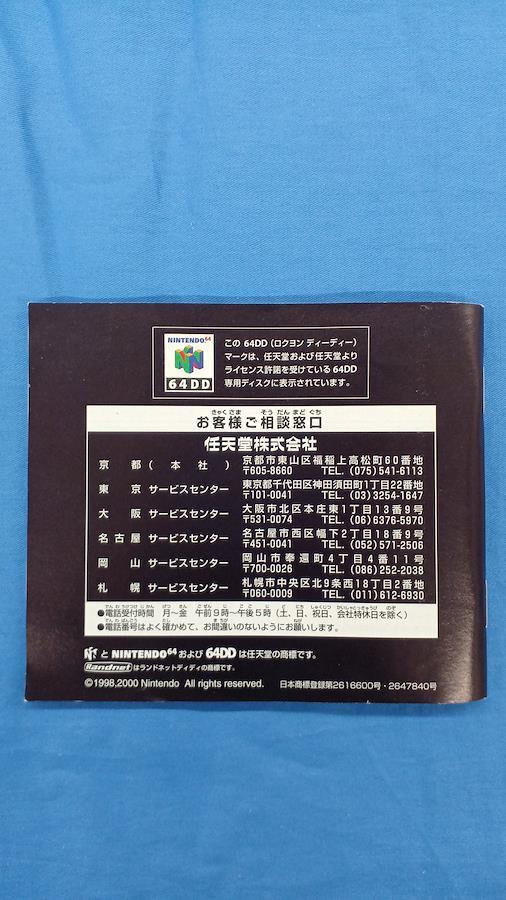 NINTENDO64
64DD
この 64DD（ロクヨン ディーディー）
マークは、任天堂および任天堂より
ライセンス許諾を受けている 64DD
専用ディスクに表示されています。
きゃくさま そうだんまどぐち
お客様ご相談窓口
任天堂株式会社
京都（本社） 京都市東山区福稲上高松町60番地
〒605-8660 TEL. (075) 541-6113
東京 サービスセンター 東京都千代田区神田須田町1丁目22番地
〒101-0041 TEL. (03) 3254-1647
大阪 サービスセンター 大阪市北区本庄東1丁目13番9号
〒531-0074 TEL. (06) 6376-5970
名古屋 サービスセンター 名古屋市西区幅下2丁目18番9号
〒451-0041 TEL. (052) 571-2506
岡山 サービスセンター 岡山市奉還町4丁目4番11号
〒700-0026 TEL. (086) 252-2038
札幌 サービスセンター 札幌市中央区北9条西18丁目2番地
〒060-0009 TEL. (011) 612-6930
●電話受付時間 月〜金 午前9時〜午後5時（土、日、祝日、会社特休日を除く）
●電話番号はよく確かめて、お間違いのないようにお願いします。
と NINTENDO64 および 64DD は任天堂の商標です。
Randnet はランドネットディディの商標です。
©1998,2000 Nintendo All rights reserved. 日本商標登録第2616600号・2647840号